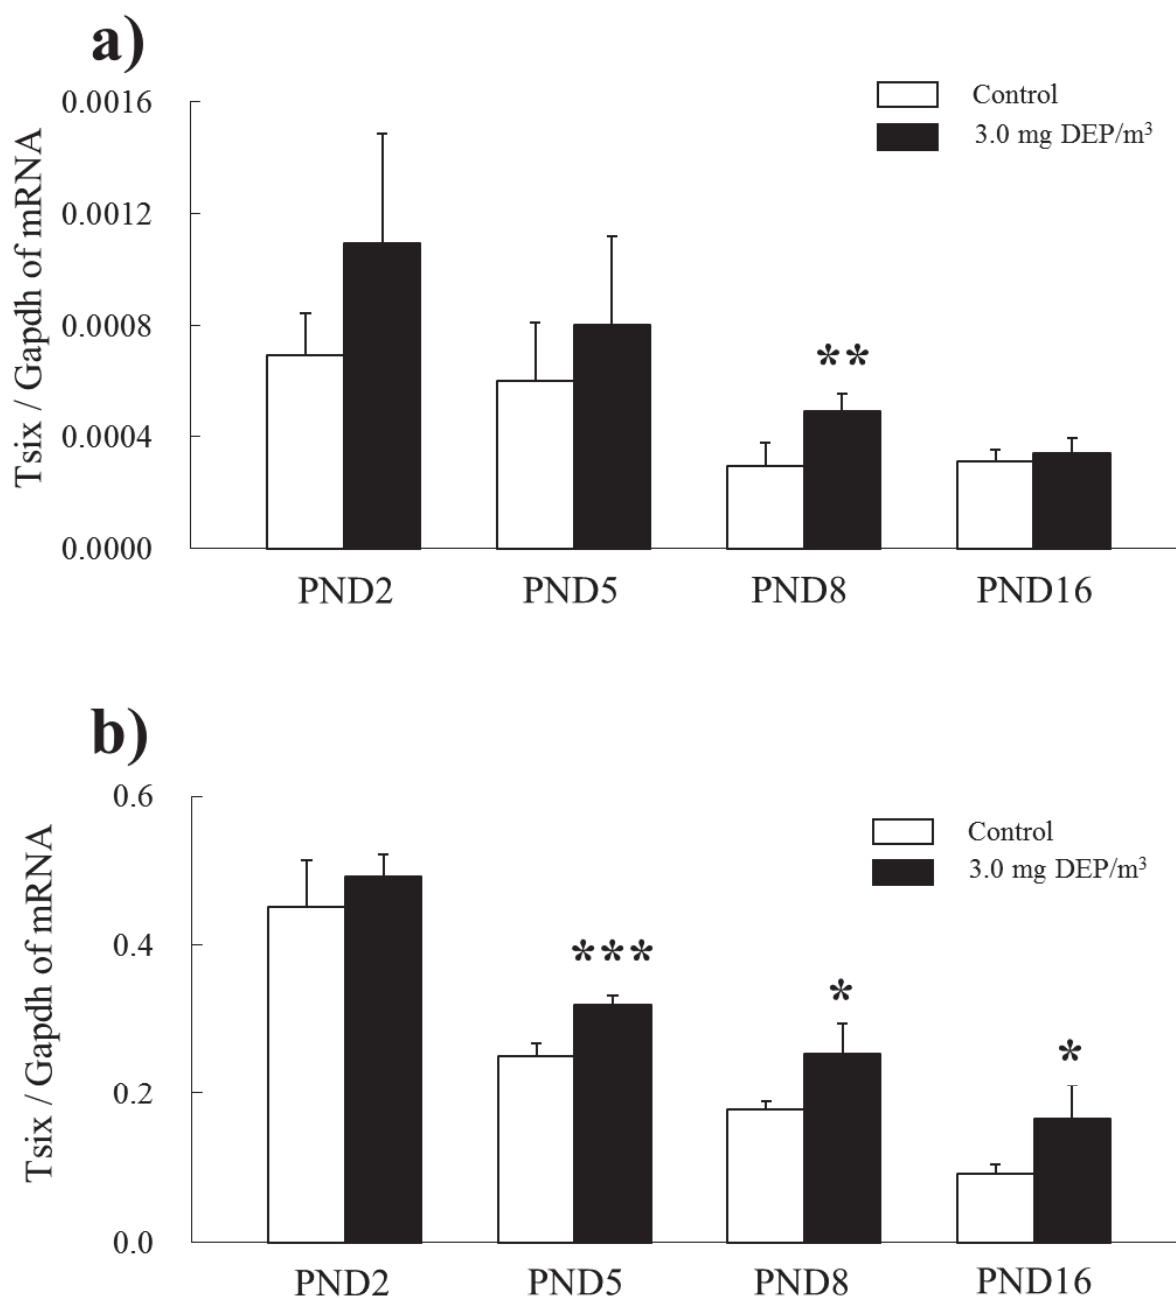 a)
Control
3.0 mg DEP/m³
Tsix / Gapdh of mRNA
0.0016
0.0012
0.0008
0.0004
0.0000
**
PND2 PND5 PND8 PND16
b)
Control
3.0 mg DEP/m³
Tsix / Gapdh of mRNA
0.6
0.4
0.2
0.0
*** * *
PND2 PND5 PND8 PND16